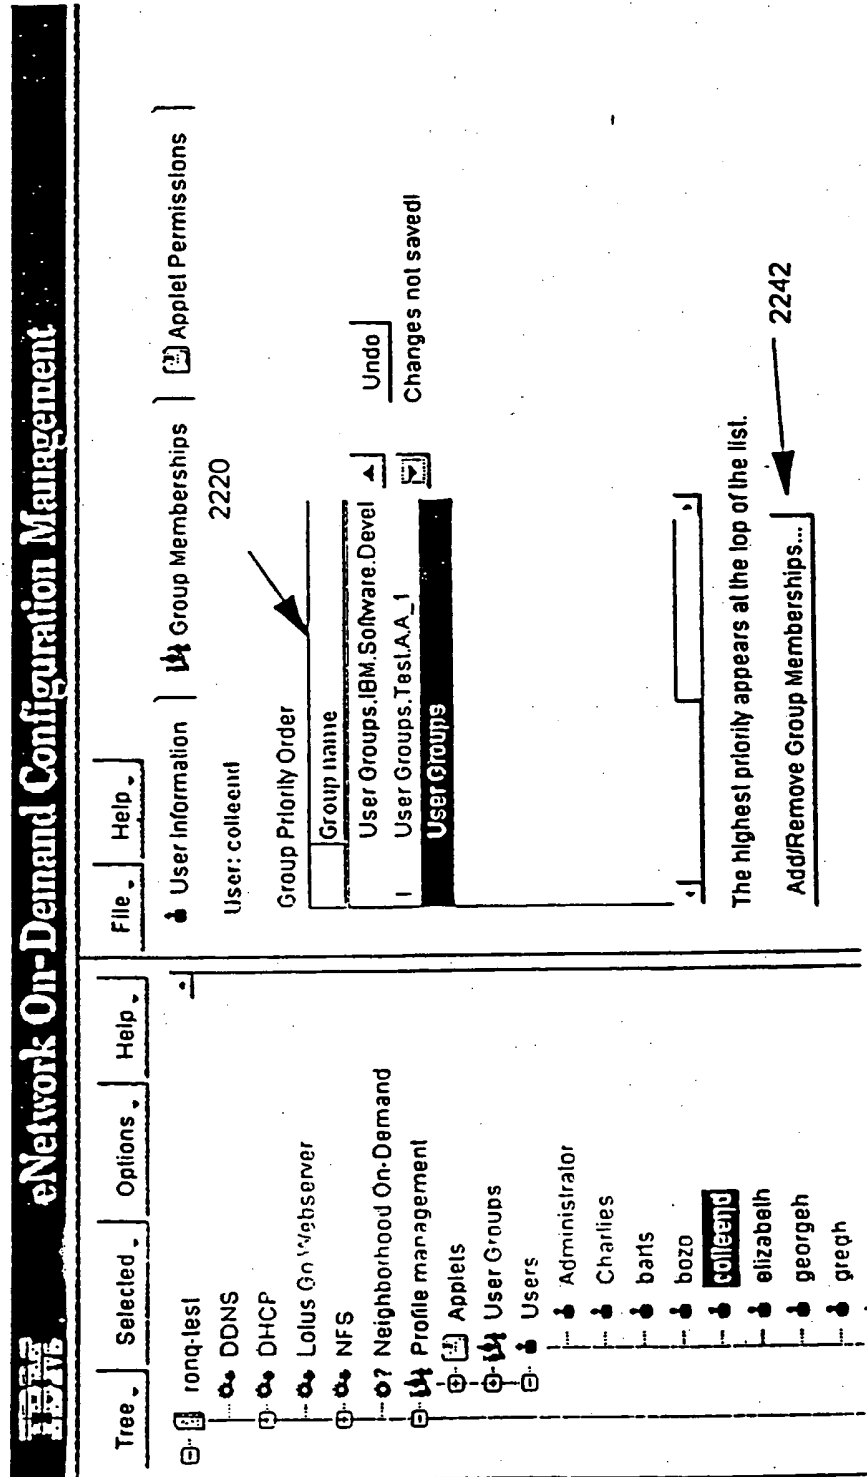 IBM
eNetwork On-Demand Configuration Management
Tree Selected Options Help
ronq-test
DDNS
DHCP
Lotus Go Webserver
NFS
? Neighborhood On-Demand
Profile management
Applets
User Groups
Users
Administrator
Charlies
barts
bozo
colleend
elizabeth
georgeh
gregh
File Help
User Information
Group Memberships
Applet Permissions
User: colleend
2220
Group Priority Order
Group name
User Groups.IBM.Software.Devel
User Groups.Test.AA_1
User Groups
Undo
Changes not saved!
The highest priority appears at the top of the list.
Add/Remove Group Memberships...
2242